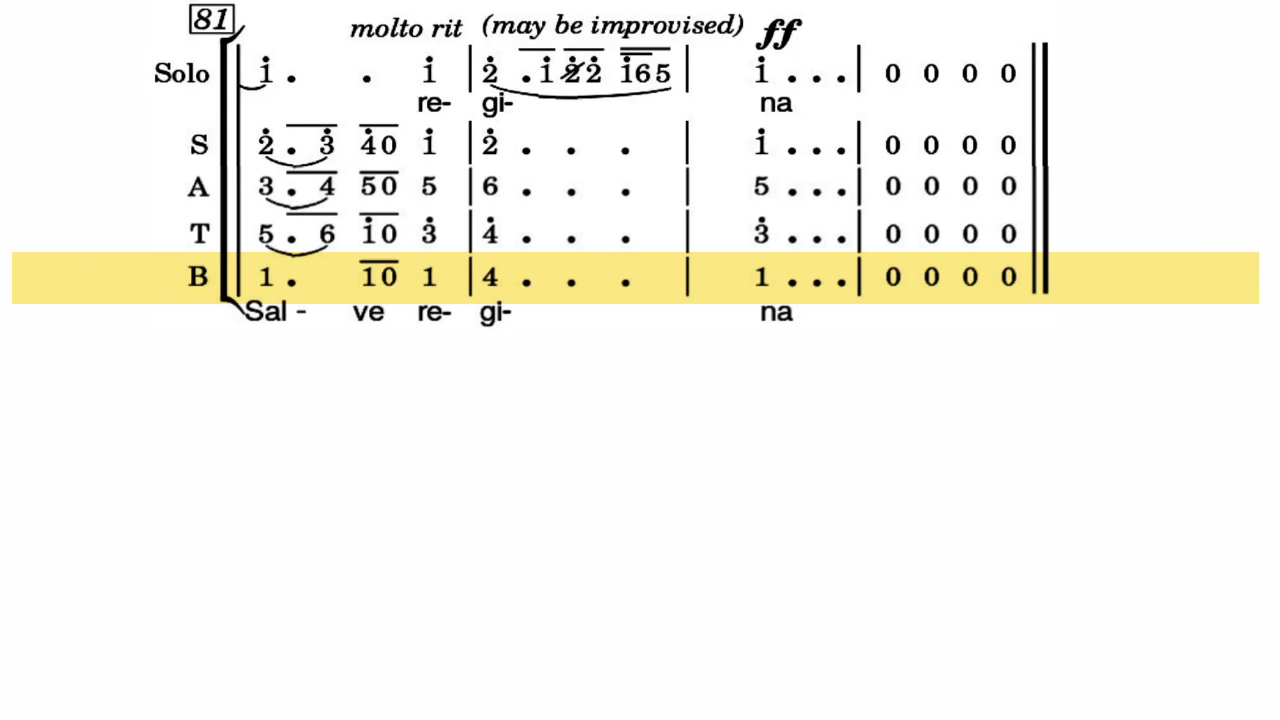 81 molto rit (may be improvised) ff
Solo 1 . . 1 | 2 . 1 2 2 1 6 5 | 1 . . . | 0 0 0 0
re- gi- na
S 2 . 3 4 0 1 | 2 . . . | 1 . . . | 0 0 0 0
A 3 . 4 5 0 5 | 6 . . . | 5 . . . | 0 0 0 0
T 5 . 6 1 0 3 | 4 . . . | 3 . . . | 0 0 0 0
B 1 . 1 0 1 | 4 . . . | 1 . . . | 0 0 0 0
Sal - ve re- gi- na